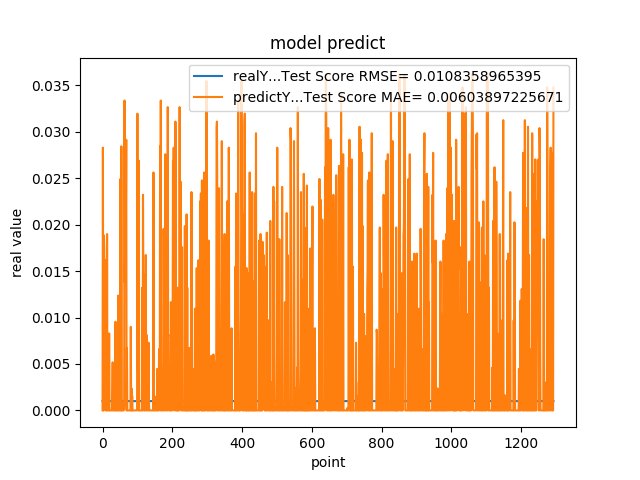 model predict
realY...Test Score RMSE= 0.0108358965395
predictY...Test Score MAE= 0.00603897225671
0.035
0.030
0.025
0.020
0.015
0.010
0.005
0.000
real value
0 200 400 600 800 1000 1200
point